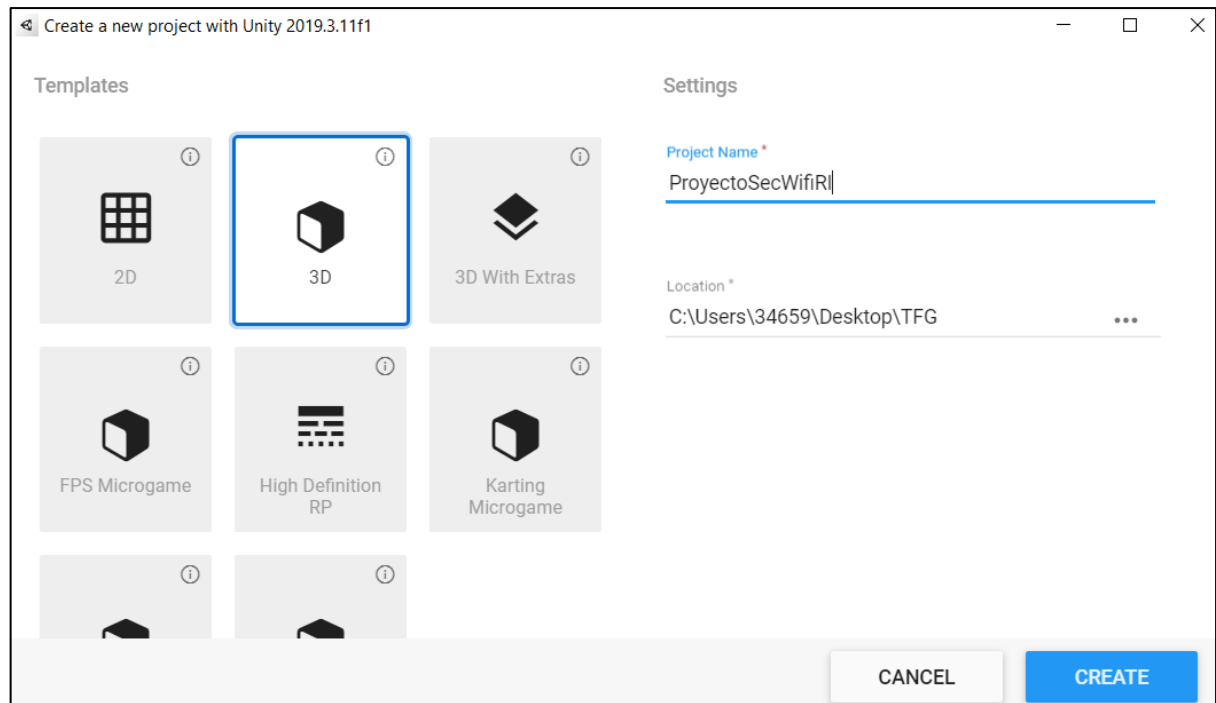 Create a new project with Unity 2019.3.11f1
Templates
Settings
2D
3D
3D With Extras
Project Name *
ProyectoSecWifiRI
Location *
C:\Users\34659\Desktop\TFG
FPS Microgame
High Definition
RP
Karting
Microgame
CANCEL
CREATE